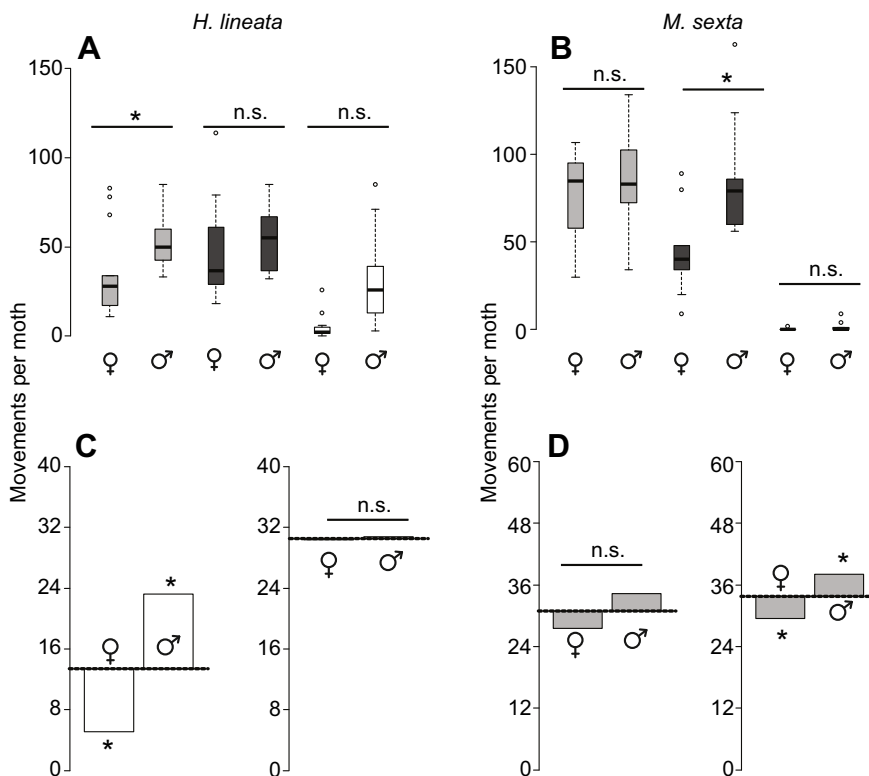 H. lineata
M. sexta
A
B
Movements per moth
150
100
50
0
*
n.s.
n.s.
♀ ♂ ♀ ♂ ♀ ♂
Movements per moth
150
100
50
0
n.s.
*
n.s.
♀ ♂ ♀ ♂ ♀ ♂
C
40
32
24
16
8
0
*
♀ ♂
*
40
32
24
16
8
0
n.s.
♀ ♂
D
60
48
36
24
12
0
n.s.
♀ ♂
60
48
36
24
12
0
*
♀ ♂
*